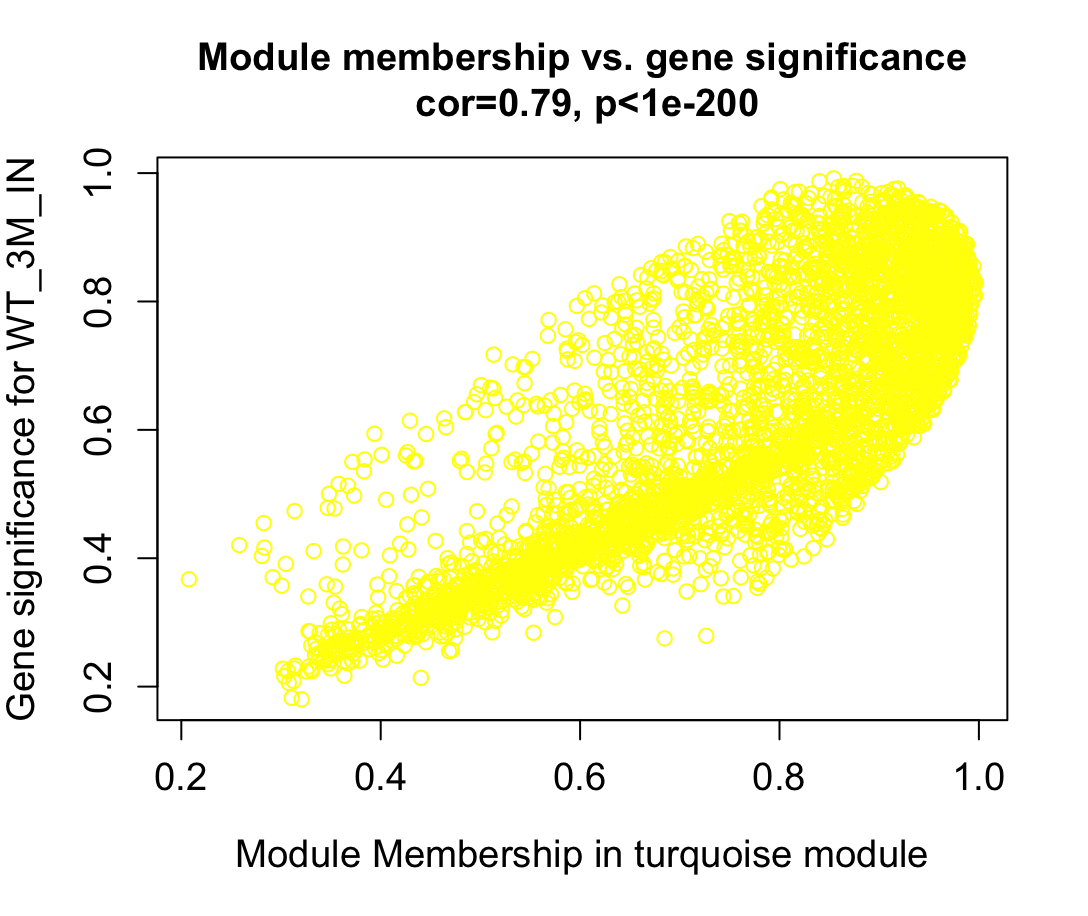 Module membership vs. gene significance
cor=0.79, p<1e-200
Gene significance for WT_3M_IN
1.0
0.8
0.6
0.4
0.2
0.2 0.4 0.6 0.8 1.0
Module Membership in turquoise module